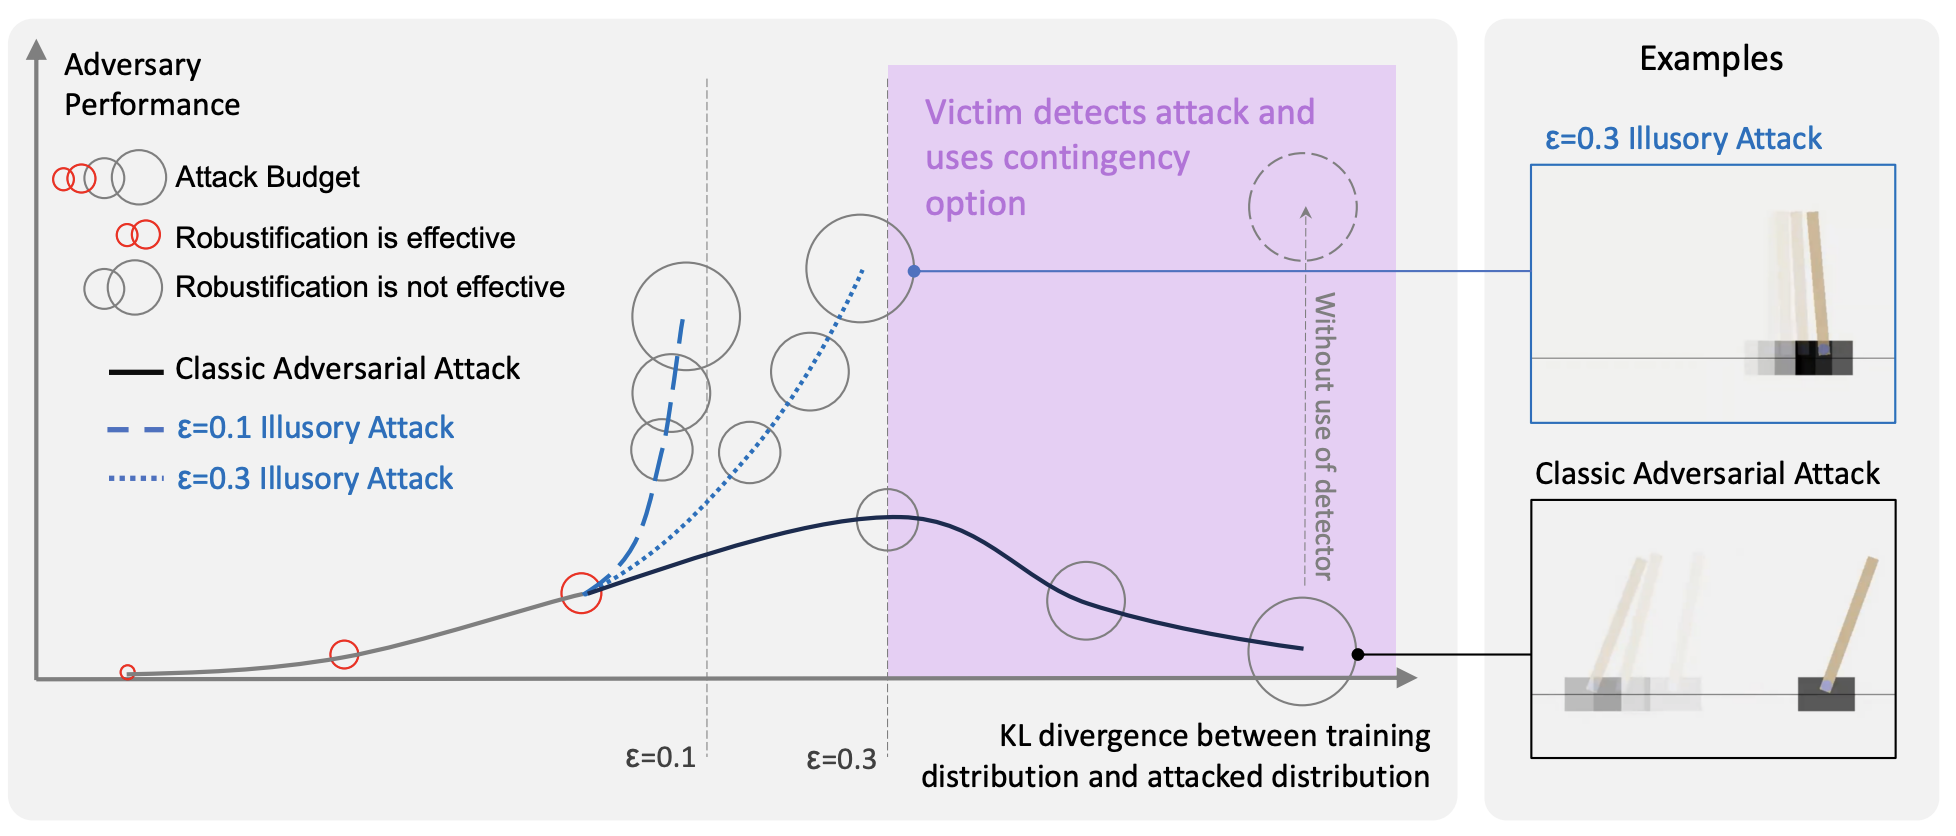 Adversary
Performance
Attack Budget
Robustification is effective
Robustification is not effective
Classic Adversarial Attack
ε=0.1 Illusory Attack
ε=0.3 Illusory Attack
Victim detects attack and
uses contingency
option
Without use of detector
ε=0.1
ε=0.3
KL divergence between training
distribution and attacked distribution
Examples
ε=0.3 Illusory Attack
Classic Adversarial Attack